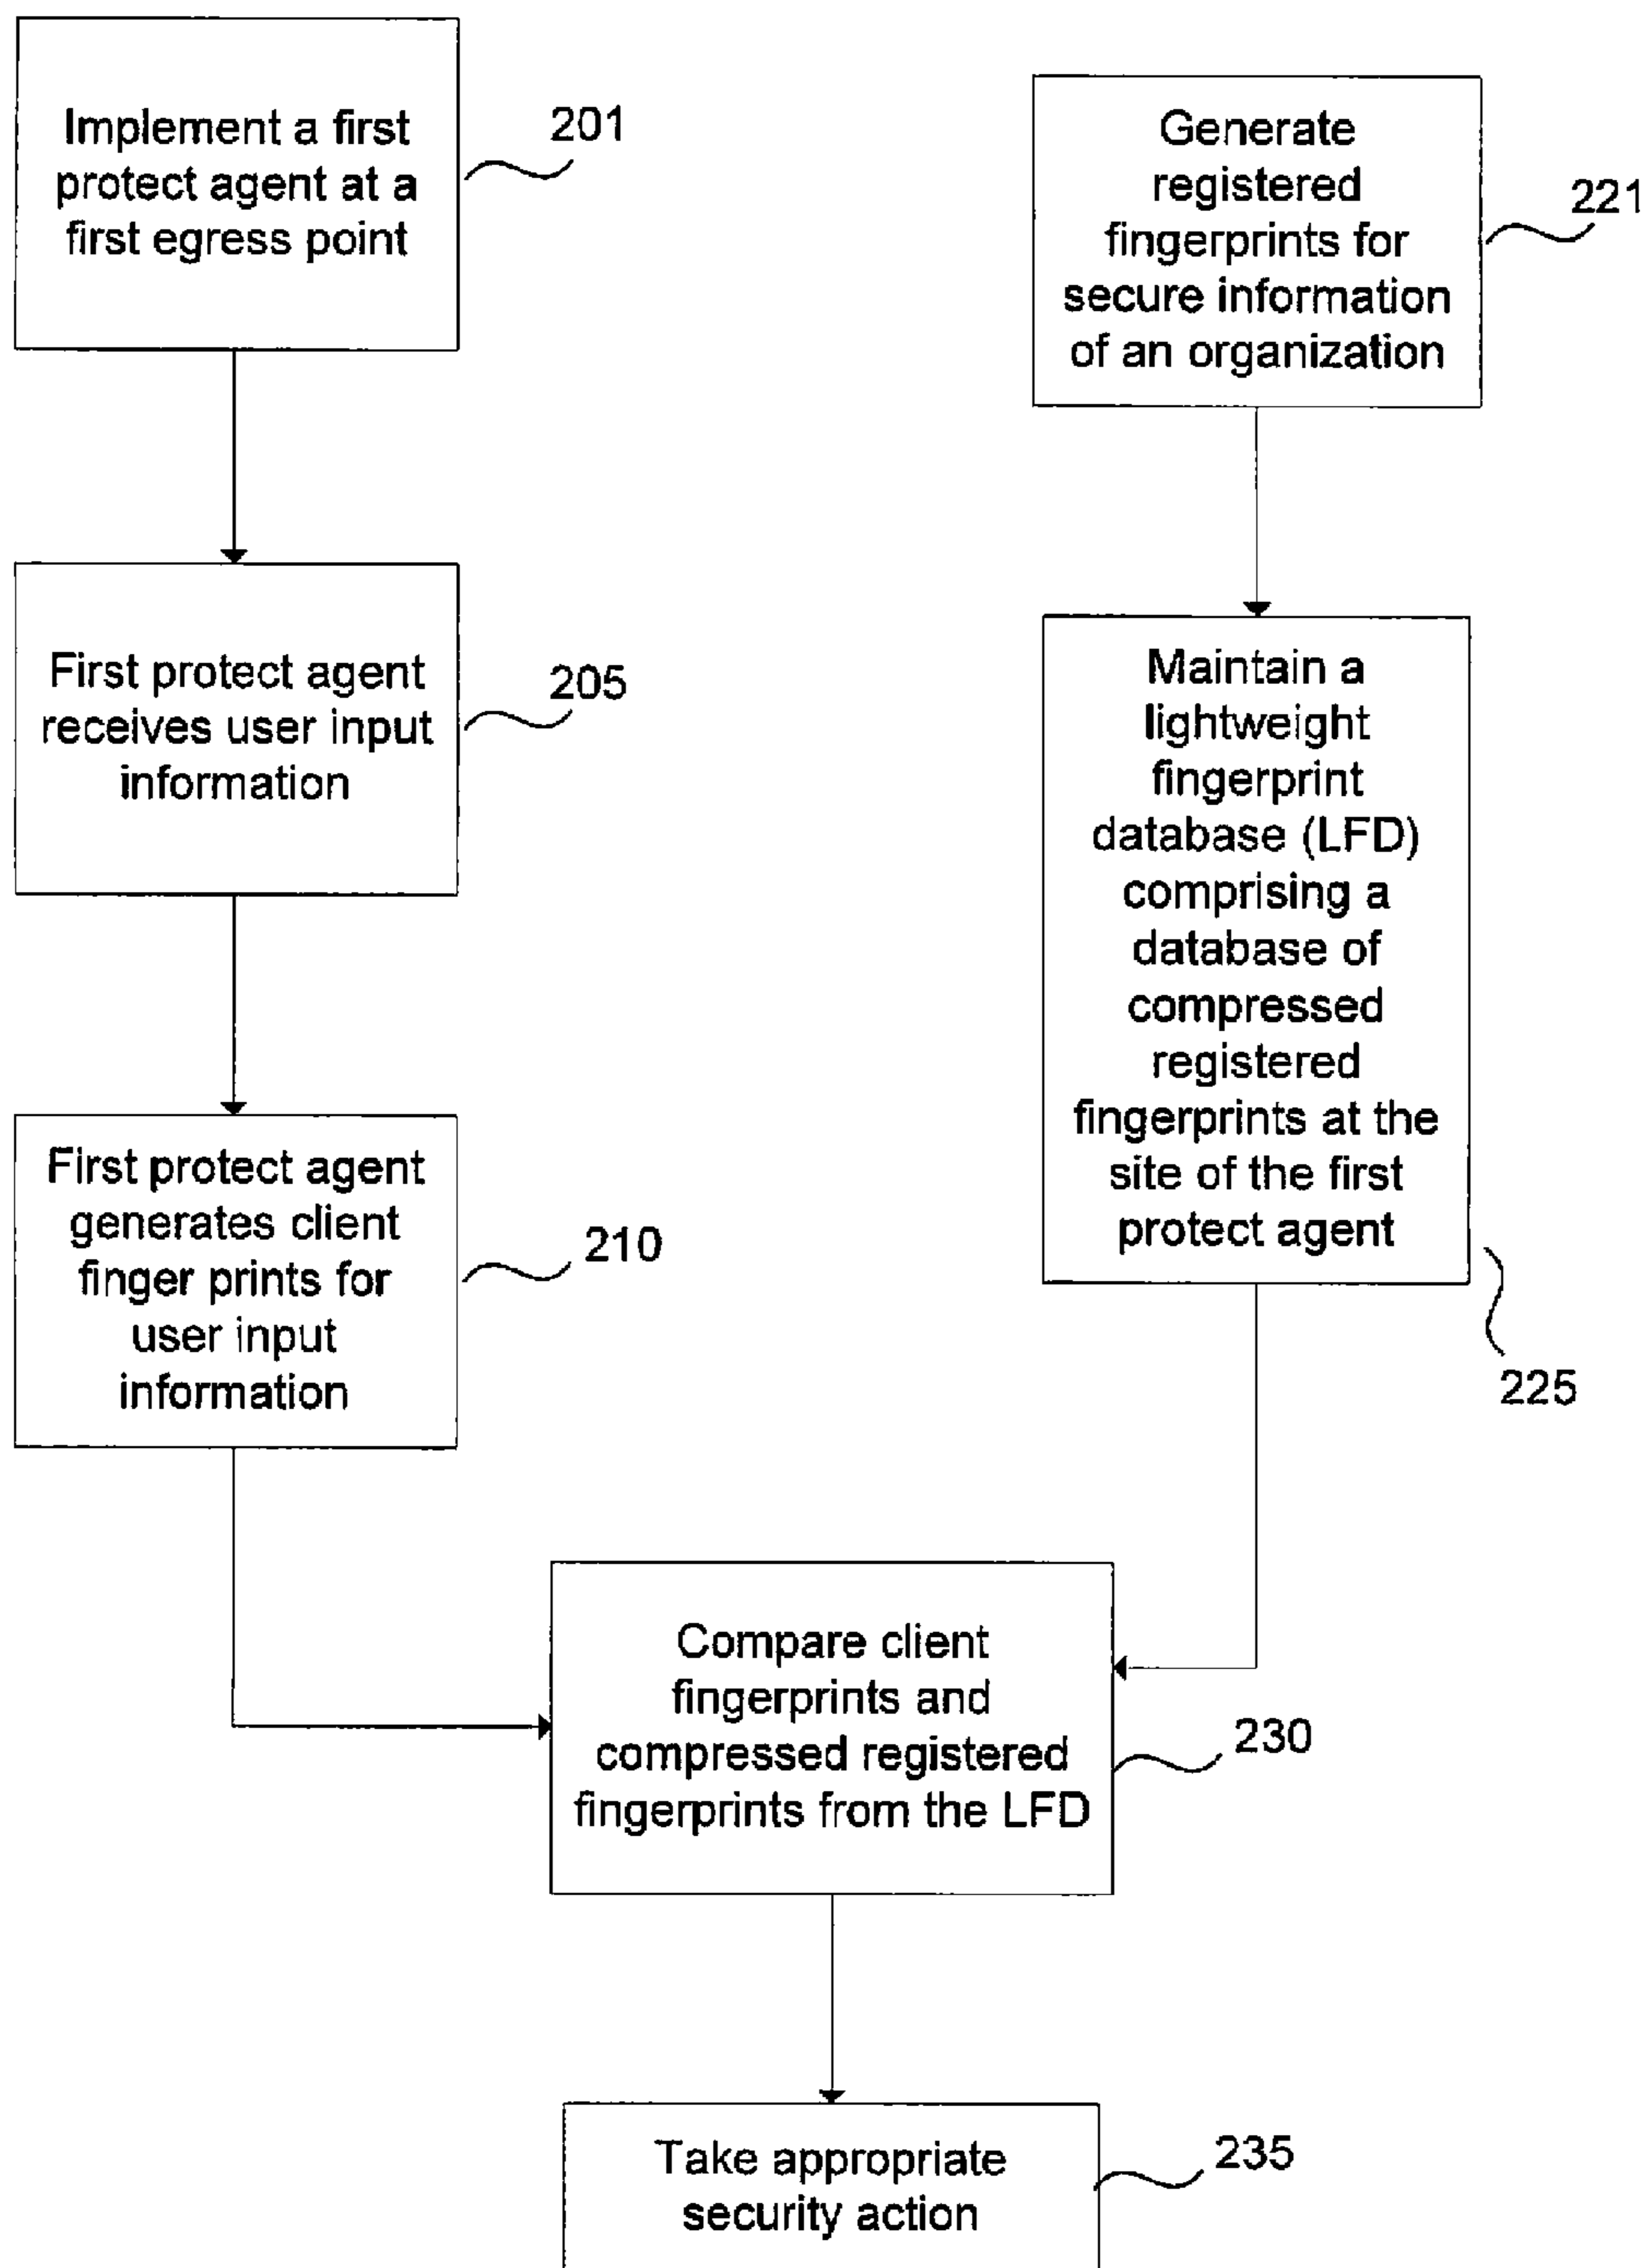 Implement a first
protect agent at a
first egress point
201
First protect agent
receives user input
information
205
First protect agent
generates client
finger prints for
user input
information
210
Generate
registered
fingerprints for
secure information
of an organization
221
Maintain a
lightweight
fingerprint
database (LFD)
comprising a
database of
compressed
registered
fingerprints at the
site of the first
protect agent
225
Compare client
fingerprints and
compressed registered
fingerprints from the LFD
230
Take appropriate
security action
235